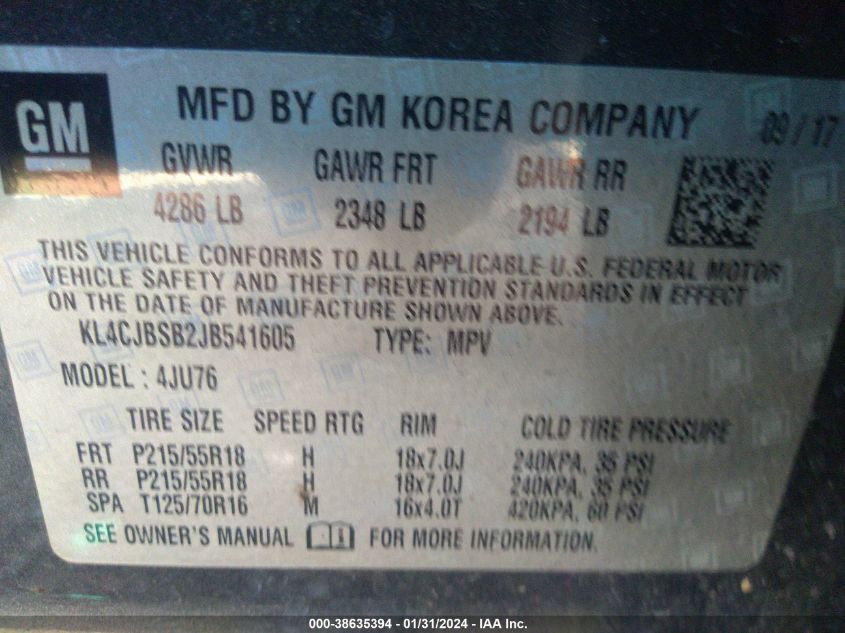 GM
MFD BY GM KOREA COMPANY 09/17
GVWR GAWR FRT GAWR RR
4286 LB 2348 LB 2194 LB
THIS VEHICLE CONFORMS TO ALL APPLICABLE U.S. FEDERAL MOTOR
VEHICLE SAFETY AND THEFT PREVENTION STANDARDS IN EFFECT
ON THE DATE OF MANUFACTURE SHOWN ABOVE.
KL4CJBSB2JB541605 TYPE: MPV
MODEL : 4JU76
TIRE SIZE SPEED RTG RIM COLD TIRE PRESSURE
FRT P215/55R18 H 18x7.0J 240KPA, 35 PSI
RR P215/55R18 H 18x7.0J 240KPA, 35 PSI
SPA T125/70R16 M 16x4.0T 420KPA, 60 PSI
SEE OWNER'S MANUAL FOR MORE INFORMATION.
000-38635394 - 01/31/2024 - IAA Inc.